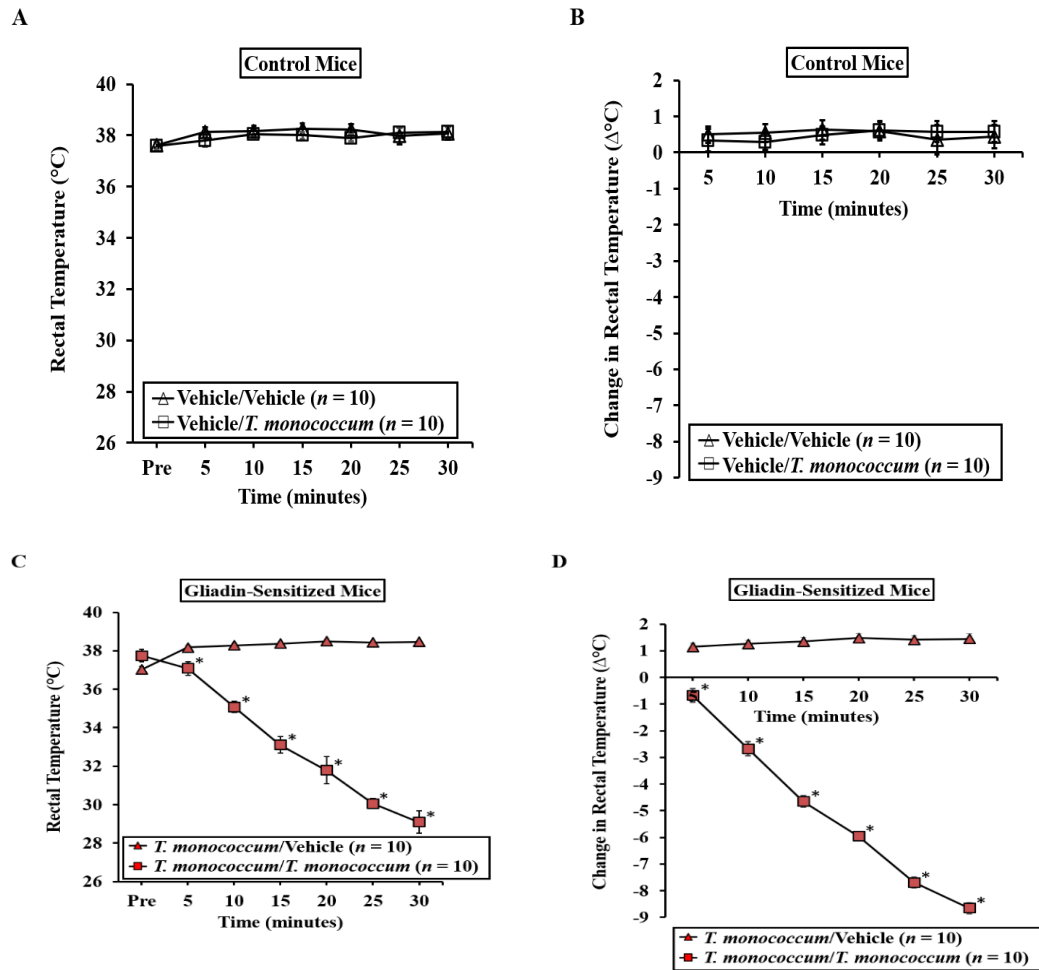 A
Control Mice
Rectal Temperature (°C)
40
38
36
34
32
30
28
26
Vehicle/Vehicle (n = 10)
Vehicle/T. monococcum (n = 10)
Pre 5 10 15 20 25 30
Time (minutes)
B
Control Mice
Change in Rectal Temperature (Δ°C)
2
1
0
-1
-2
-3
-4
-5
-6
-7
-8
-9
5 10 15 20 25 30
Time (minutes)
Vehicle/Vehicle (n = 10)
Vehicle/T. monococcum (n = 10)
C
Gliadin-Sensitized Mice
Rectal Temperature (°C)
40
38
36
34
32
30
28
26
* * * * * *
T. monococcum/Vehicle (n = 10)
T. monococcum/T. monococcum (n = 10)
Pre 5 10 15 20 25 30
Time (minutes)
D
Gliadin-Sensitized Mice
Change in Rectal Temperature (Δ°C)
2
1
0
-1
-2
-3
-4
-5
-6
-7
-8
-9
5 10 15 20 25 30
Time (minutes)
* * * * * *
T. monococcum/Vehicle (n = 10)
T. monococcum/T. monococcum (n = 10)